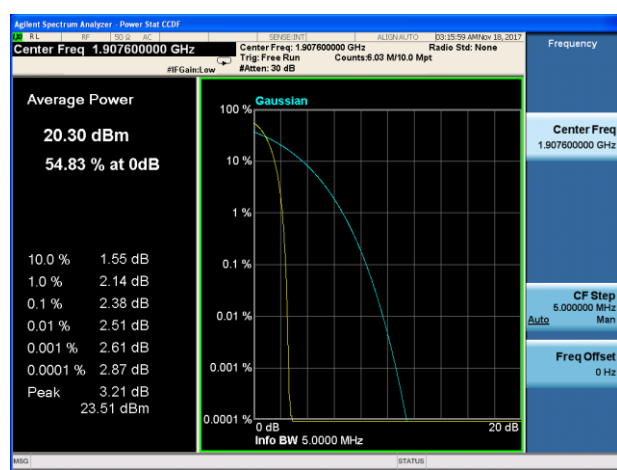 Agilent Spectrum Analyzer - Power Stat CCDF
RL RF 50 Ω AC SENSE:INT ALIGN AUTO 03:15:59 AM Nov 18, 2017
Center Freq 1.907600000 GHz
Center Freq: 1.907600000 GHz Radio Std: None
Trig: Free Run Counts:6.03 M/10.0 Mpt
#IFGain:Low #Atten: 30 dB
Frequency
Average Power
20.30 dBm
54.83 % at 0dB
10.0 % 1.55 dB
1.0 % 2.14 dB
0.1 % 2.38 dB
0.01 % 2.51 dB
0.001 % 2.61 dB
0.0001 % 2.87 dB
Peak 3.21 dB
23.51 dBm
Gaussian
100 %
10 %
1 %
0.1 %
0.01 %
0.001 %
0.0001 %
0 dB 20 dB
Info BW 5.0000 MHz
Center Freq
1.907600000 GHz
CF Step
5.000000 MHz
Auto Man
Freq Offset
0 Hz
MSG STATUS